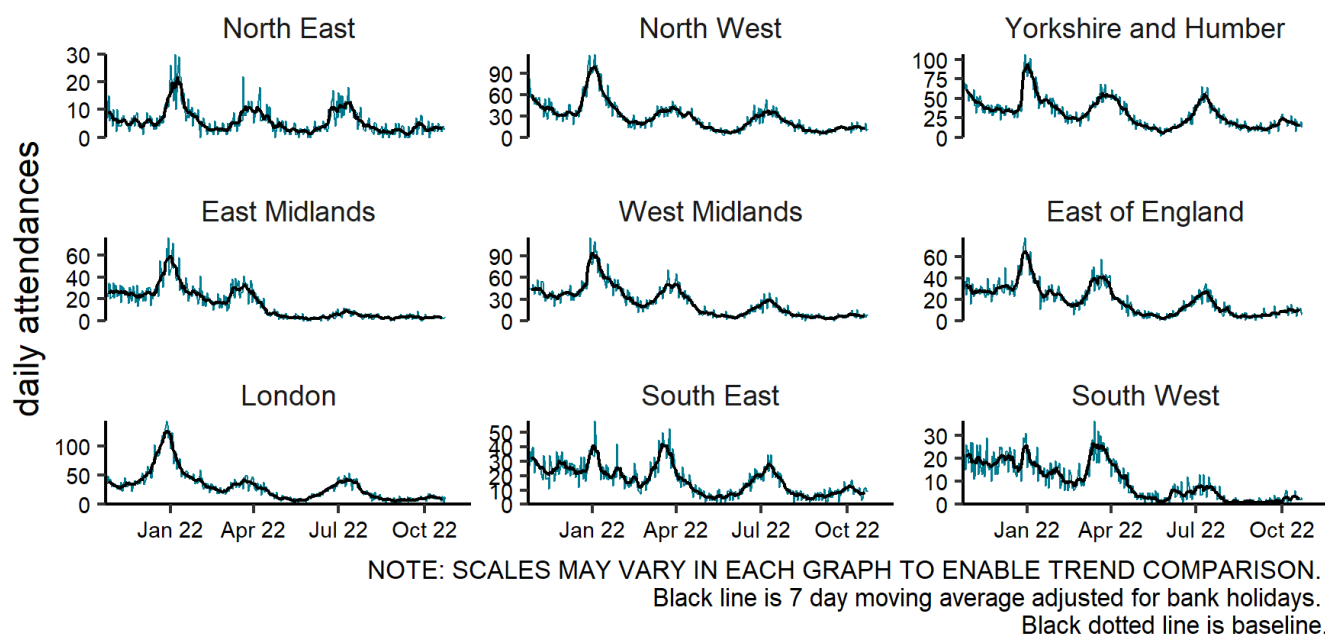 North East North West Yorkshire and Humber
30 90 100
20 60 75
10 30 50
0 0 25
0
East Midlands West Midlands East of England
60 90 60
40 60 40
20 30 20
0 0 0
London South East South West
100 50 30
50 40 20
0 30 10
20 0
10
0
daily attendances
Jan 22 Apr 22 Jul 22 Oct 22 Jan 22 Apr 22 Jul 22 Oct 22 Jan 22 Apr 22 Jul 22 Oct 22
NOTE: SCALES MAY VARY IN EACH GRAPH TO ENABLE TREND COMPARISON.
Black line is 7 day moving average adjusted for bank holidays.
Black dotted line is baseline.